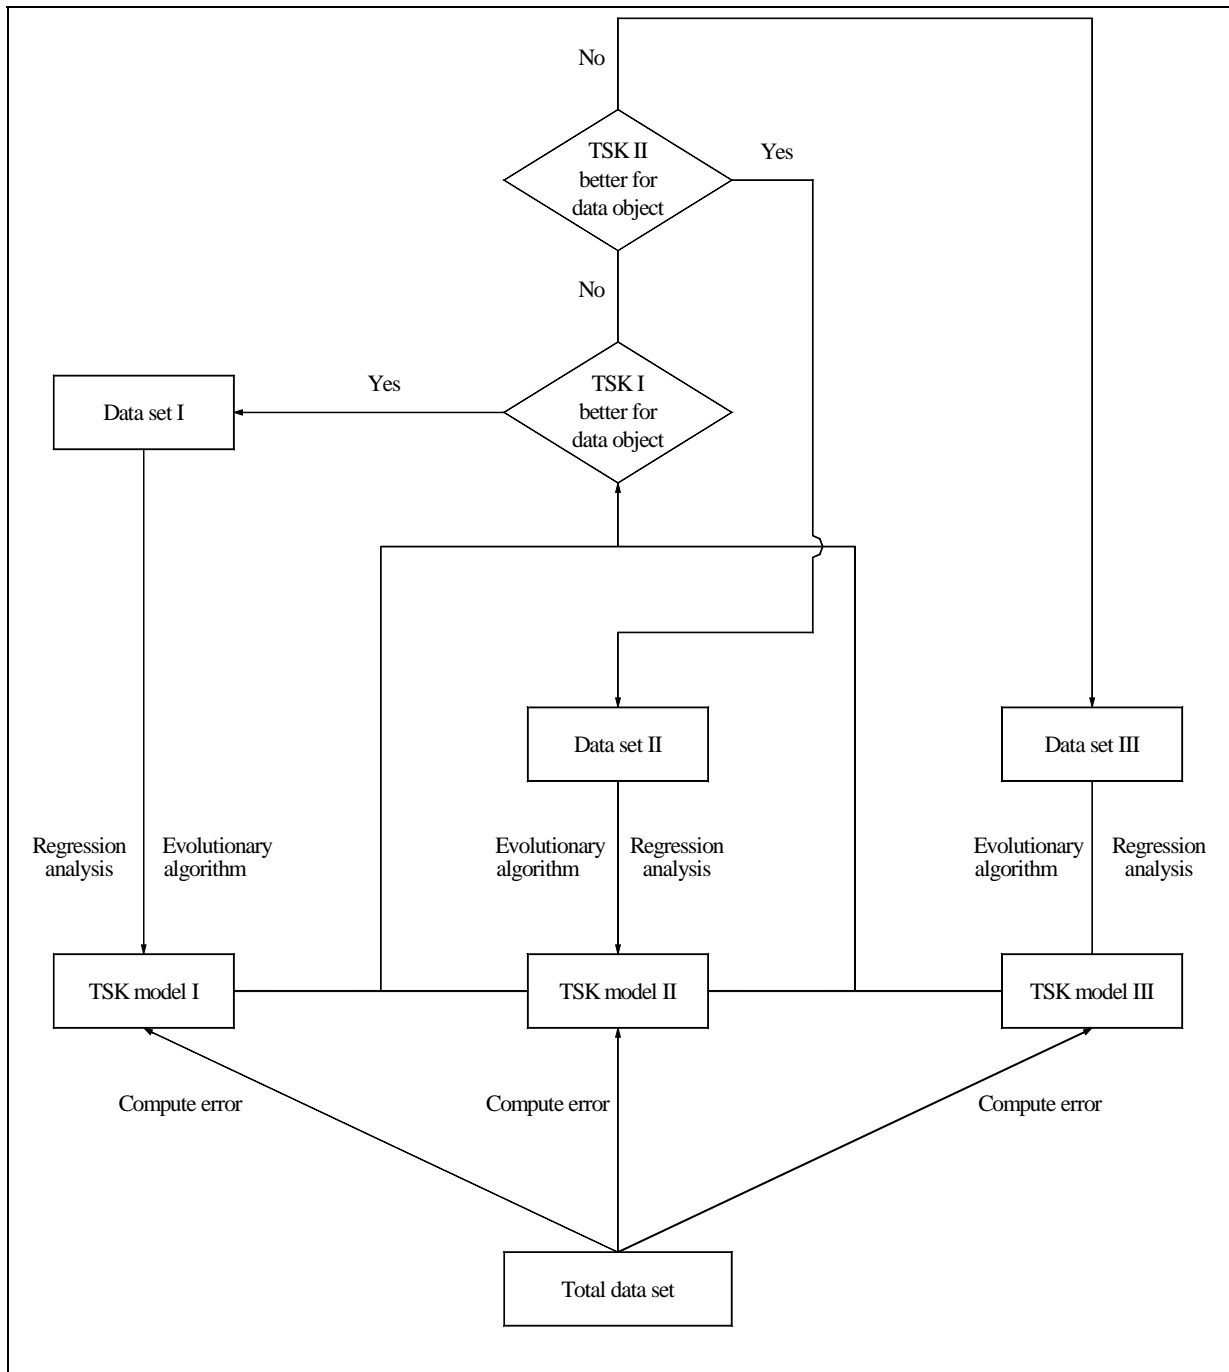 No
TSK II
better for
data object
Yes
No
Data set I
Yes
TSK I
better for
data object
Data set II
Data set III
Regression
analysis
Evolutionary
algorithm
Evolutionary
algorithm
Regression
analysis
Evolutionary
algorithm
Regression
analysis
TSK model I
TSK model II
TSK model III
Compute error
Compute error
Compute error
Total data set